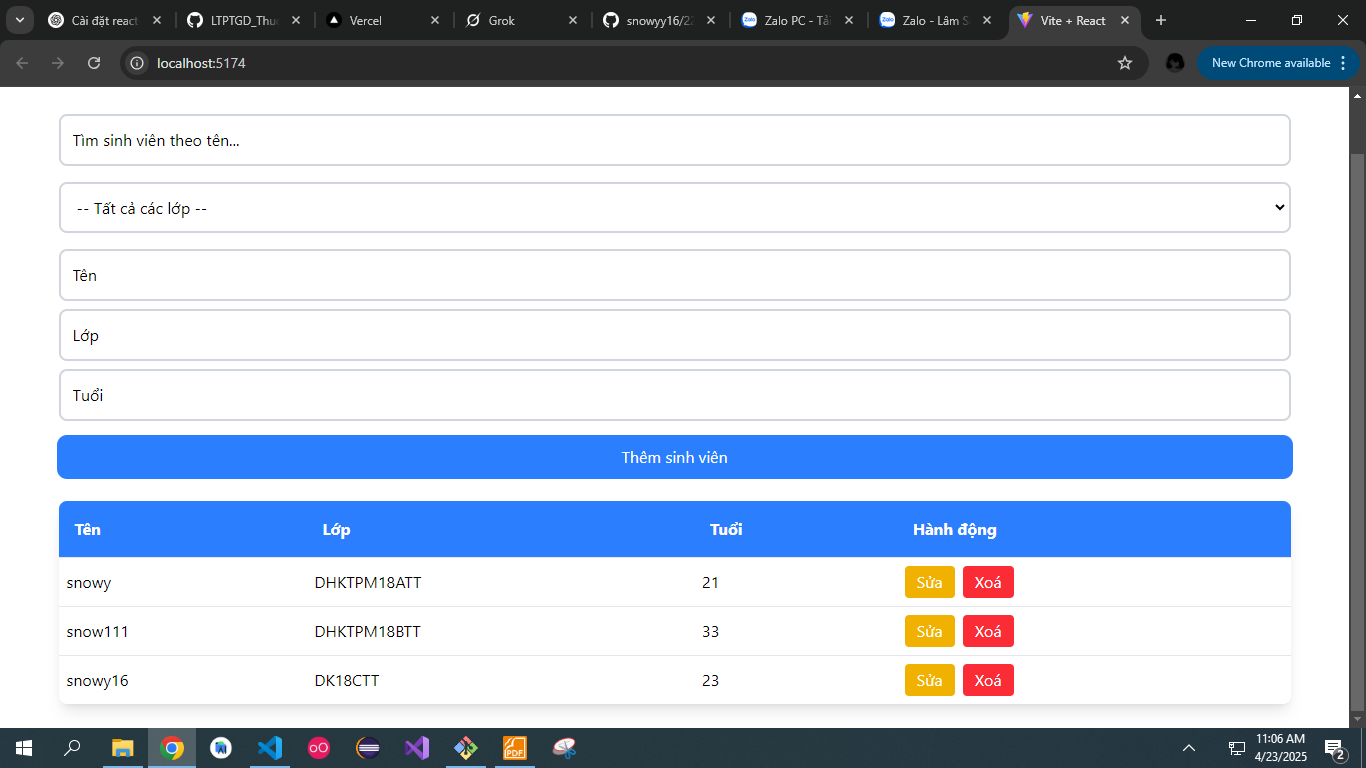 Cài đặt react
LTPTGD_Thu
Vercel
Grok
snowyy16/22
Zalo PC - Tải
Zalo - Lâm S
Vite + React
localhost:5174
New Chrome available
Tìm sinh viên theo tên...
-- Tất cả các lớp --
Tên
Lớp
Tuổi
Thêm sinh viên
Tên Lớp Tuổi Hành động
snowy DHKTPM18ATT 21 Sửa Xoá
snow111 DHKTPM18BTT 33 Sửa Xoá
snowy16 DK18CTT 23 Sửa Xoá
PDF
11:06 AM
4/23/2025
2